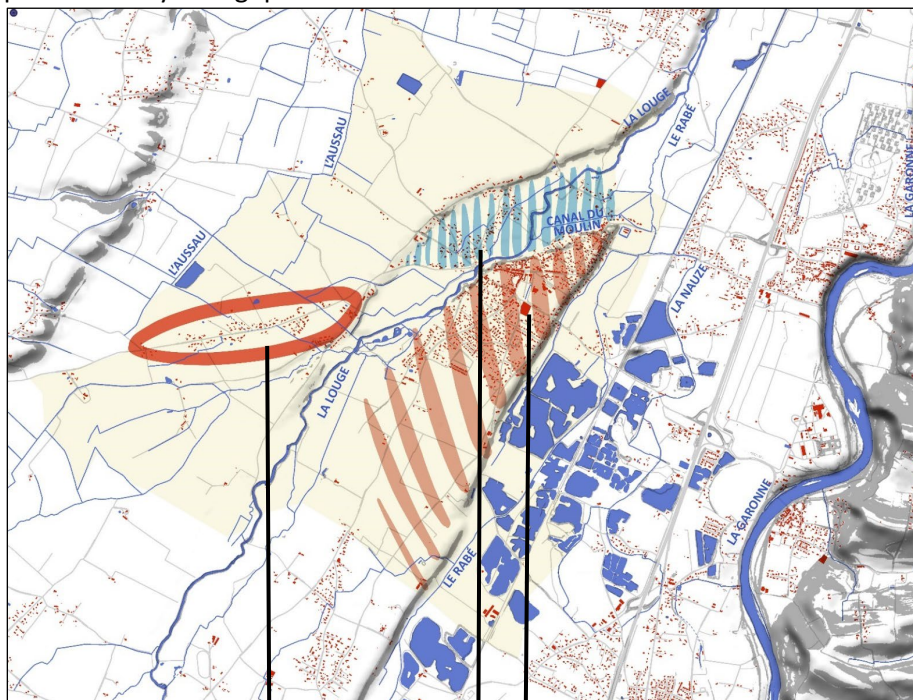 LA LOUGE
LE RABÉ
L'AUSSAU
LA GARONNE
CANAL DU
MOULIN
L'AUSSAU
LA NAUZE
LA LOUGE
LA GARONNE
LE RABÉ